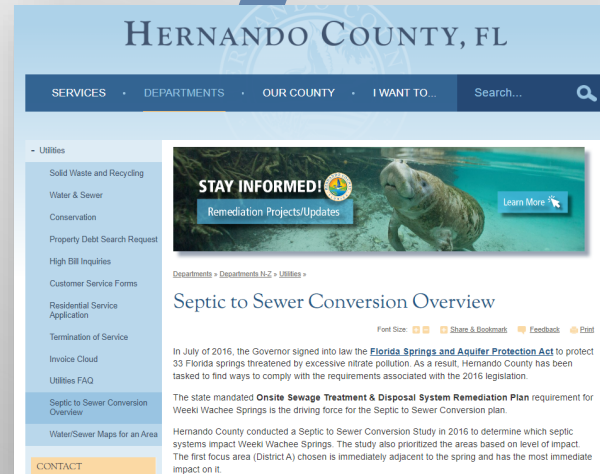 HERNANDO COUNTY, FL
SERVICES • DEPARTMENTS • OUR COUNTY • I WANT TO... Search...
- Utilities
Solid Waste and Recycling
Water & Sewer
Conservation
Property Debt Search Request
High Bill Inquiries
Customer Service Forms
Residential Service
Application
Termination of Service
Invoice Cloud
Utilities FAQ
Septic to Sewer Conversion
Overview
Water/Sewer Maps for an Area
CONTACT
STAY INFORMED!
Remediation Projects/Updates
Learn More
Departments » Departments N-Z » Utilities »
Septic to Sewer Conversion Overview
Font Size: + - + Share & Bookmark Feedback Print
In July of 2016, the Governor signed into law the Florida Springs and Aquifer Protection Act to protect
33 Florida springs threatened by excessive nitrate pollution. As a result, Hernando County has been
tasked to find ways to comply with the requirements associated with the 2016 legislation.
The state mandated Onsite Sewage Treatment & Disposal System Remediation Plan requirement for
Weeki Wachee Springs is the driving force for the Septic to Sewer Conversion plan.
Hernando County conducted a Septic to Sewer Conversion Study in 2016 to determine which septic
systems impact Weeki Wachee Springs. The study also prioritized the areas based on level of impact.
The first focus area (District A) chosen is immediately adjacent to the spring and has the most immediate
impact on it.